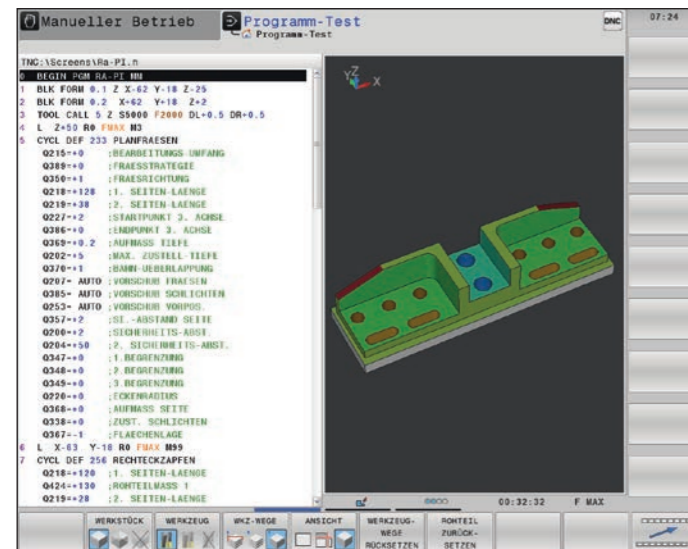 Manueller Betrieb
Programm-Test
Programm-Test
DNC
07:24
TNC:\Screens\Ra-PI.n
0 BEGIN PGM RA-PI MM
1 BLK FORM 0.1 Z X-62 Y-18 Z-25
2 BLK FORM 0.2 X+62 Y+18 Z+2
3 TOOL CALL 5 Z S5000 F2000 DL+0.5 DR+0.5
4 L Z+50 R0 FMAX M3
5 CYCL DEF 233 PLANFRAESEN
Q215=+0 ;BEARBEITUNGS-UMFANG
Q389=+0 ;FRAESSTRATEGIE
Q350=+1 ;FRAESRICHTUNG
Q218=+128 ;1. SEITEN-LAENGE
Q219=+38 ;2. SEITEN-LAENGE
Q227=+2 ;STARTPUNKT 3. ACHSE
Q386=+0 ;ENDPUNKT 3. ACHSE
Q369=+0.2 ;AUFMASS TIEFE
Q202=+5 ;MAX. ZUSTELL-TIEFE
Q370=+1 ;BAHN-UEBERLAPPUNG
Q207= AUTO ;VORSCHUB FRAESEN
Q385= AUTO ;VORSCHUB SCHLICHTEN
Q253= AUTO ;VORSCHUB VORPOS.
Q357=+2 ;SI.-ABSTAND SEITE
Q200=+2 ;SICHERHEITS-ABST.
Q204=+50 ;2. SICHERHEITS-ABST.
Q347=+0 ;1.BEGRENZUNG
Q348=+0 ;2.BEGRENZUNG
Q349=+0 ;3.BEGRENZUNG
Q220=+0 ;ECKENRADIUS
Q368=+0 ;AUFMASS SEITE
Q338=+0 ;ZUST. SCHLICHTEN
Q367=-1 ;FLAECHENLAGE
6 L X-63 Y-18 R0 FMAX M99
7 CYCL DEF 256 RECHTECKZAPFEN
Q218=+120 ;1. SEITEN-LAENGE
Q424=+130 ;ROHTEILMASS 1
Q219=+28 ;2. SEITEN-LAENGE
Z
Y
X
00:32:32 F MAX
WERKSTÜCK
WERKZEUG
WKZ-WEGE
ANSICHT
WERKZEUG-
WEGE
RÜCKSETZEN
ROHTEIL
ZURÜCK-
SETZEN